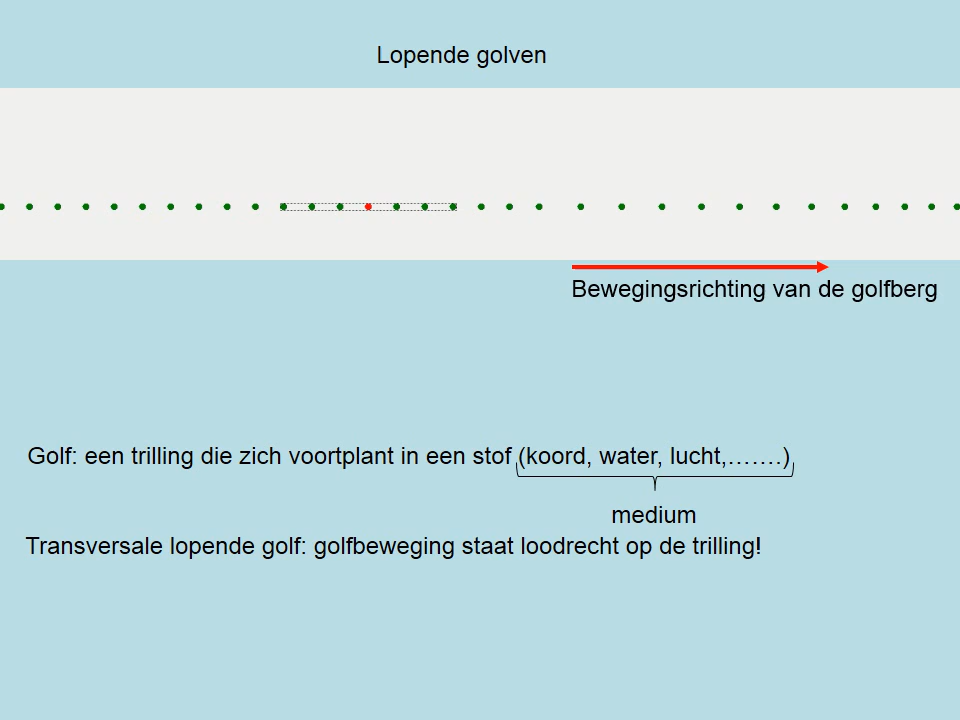 Lopende golven
Bewegingsrichting van de golfberg
Golf: een trilling die zich voortplant in een stof (koord, water, lucht,…….)
medium
Transversale lopende golf: golfbeweging staat loodrecht op de trilling!